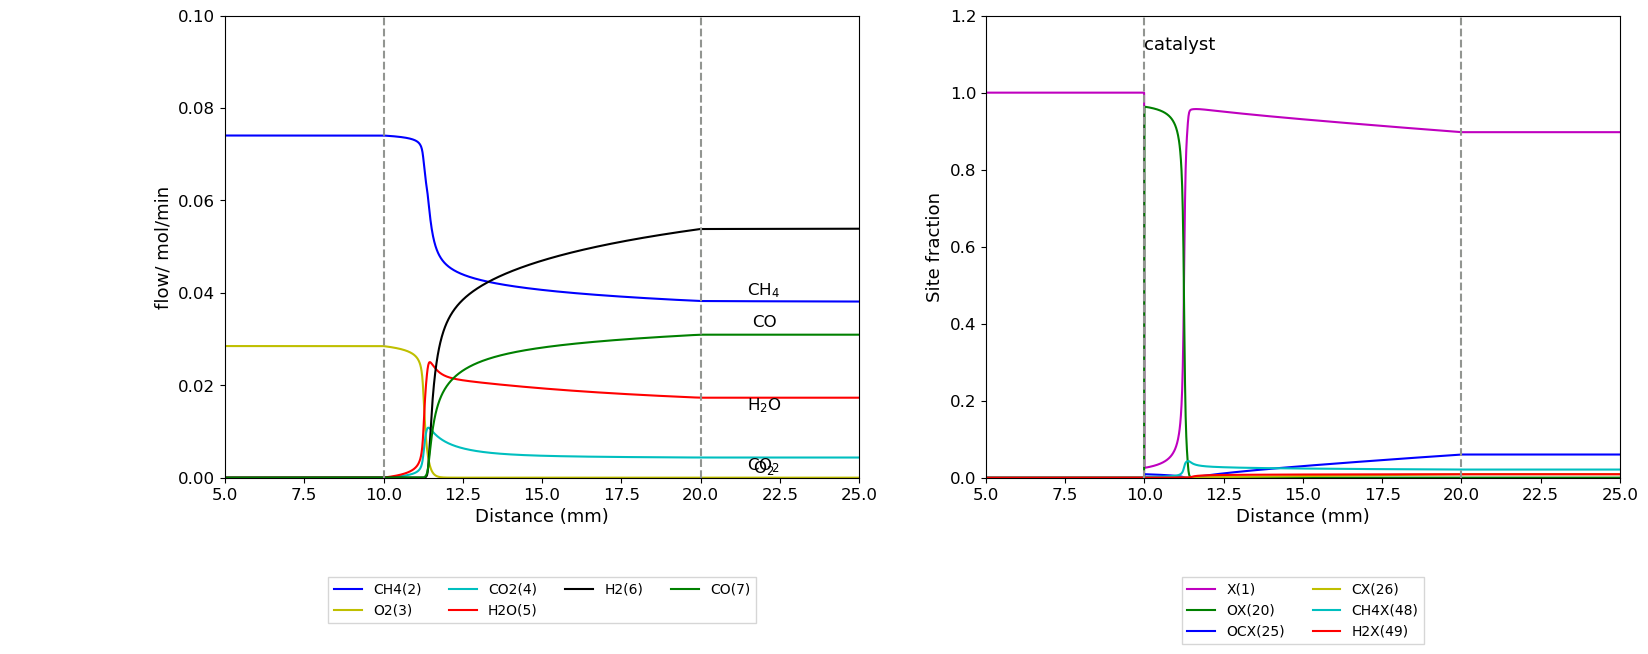 0.10
0.08
0.06
0.04
0.02
0.00
flow/ mol/min
CH₄
CO
H₂O
CO₂
O₂
5.0 7.5 10.0 12.5 15.0 17.5 20.0 22.5 25.0
Distance (mm)
CH4(2) CO2(4) H2(6) CO(7)
O2(3) H2O(5)
1.2
1.0
0.8
0.6
0.4
0.2
0.0
Site fraction
catalyst
5.0 7.5 10.0 12.5 15.0 17.5 20.0 22.5 25.0
Distance (mm)
X(1) CX(26)
OX(20) CH4X(48)
OCX(25) H2X(49)